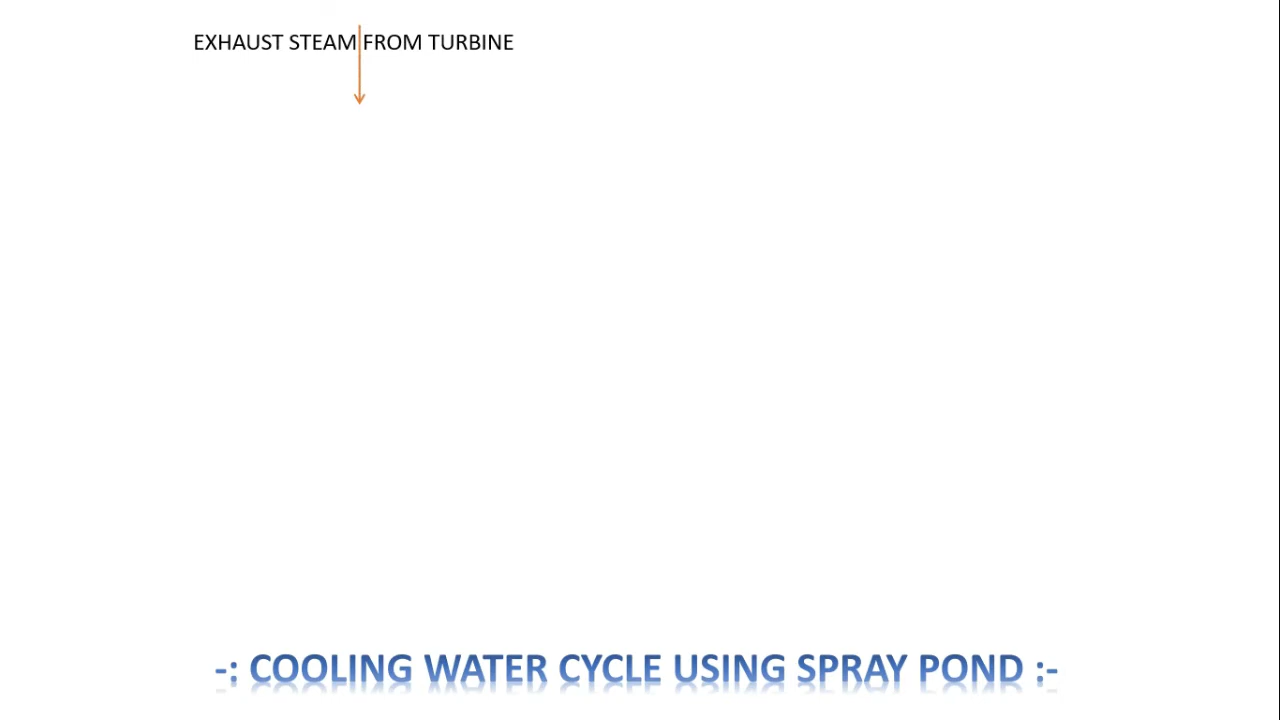 EXHAUST STEAM FROM TURBINE
-: COOLING WATER CYCLE USING SPRAY POND :-